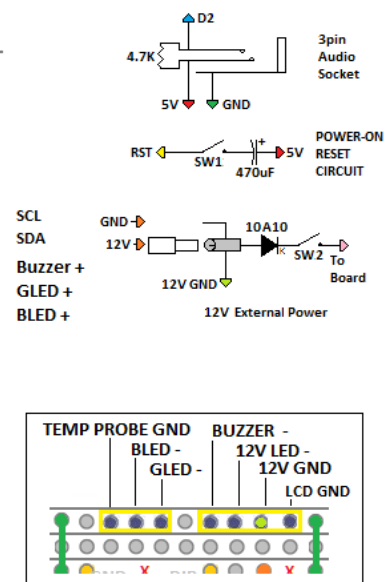 D2
4.7K
3pin
Audio
Socket
5V GND
RST SW1 + 470uF 5V
POWER-ON
RESET
CIRCUIT
SCL
SDA
Buzzer +
GLED +
BLED +
GND
12V
10A10
K
SW2
To
Board
12V GND
12V External Power
TEMP PROBE GND
BLED -
GLED -
BUZZER -
12V LED -
12V GND
LCD GND
X
X